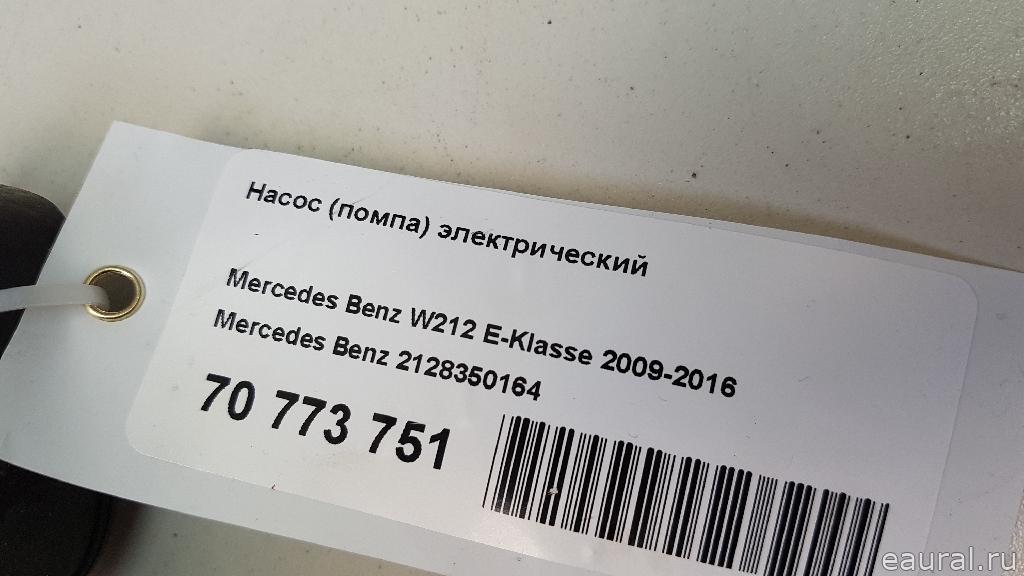 Насос (помпа) электрический
Mercedes Benz W212 E-Klasse 2009-2016
Mercedes Benz 2128350164
70 773 751
eaural.ru